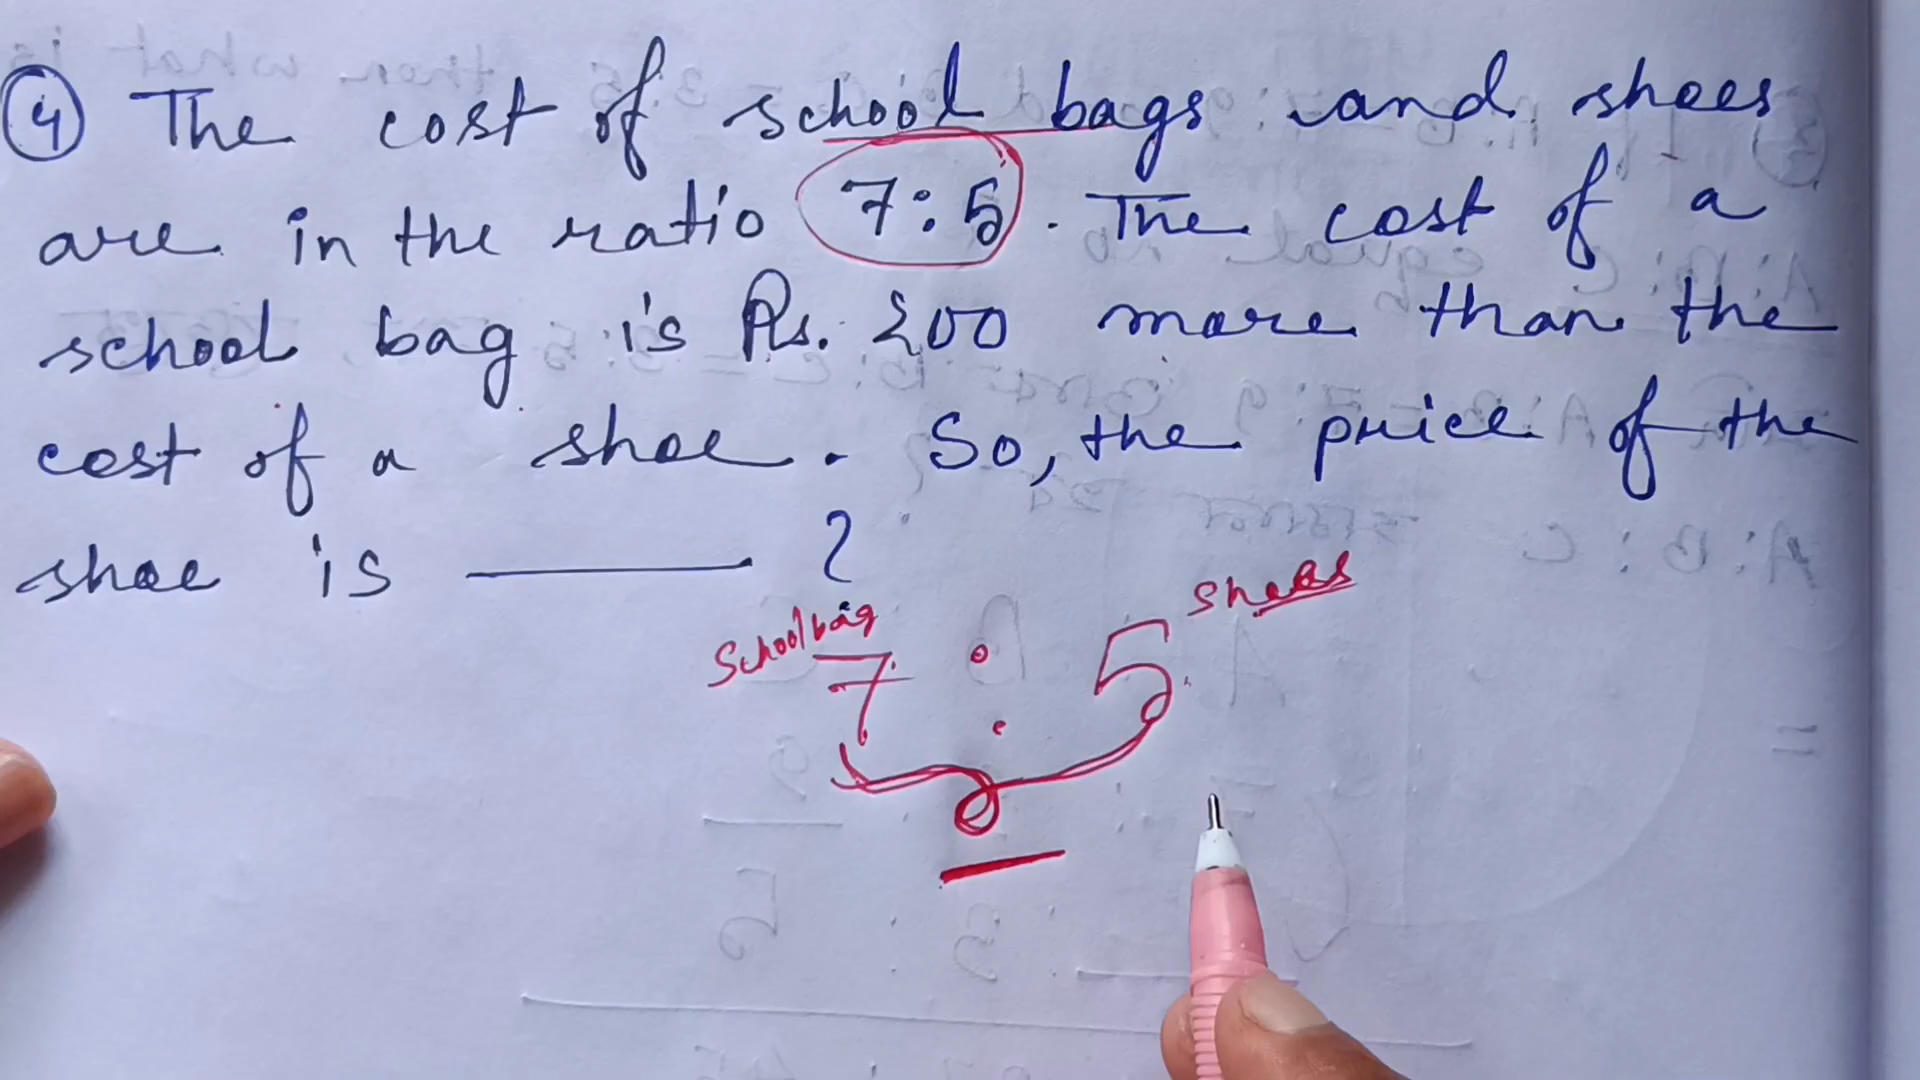 4 The cost of school bags and shoes
are in the ratio 7:5. The cost of a
school bag is Rs. 200 more than the
cost of a shoe. So, the price of the
shoe is ———— ?
School bag 7 : 5 shoes